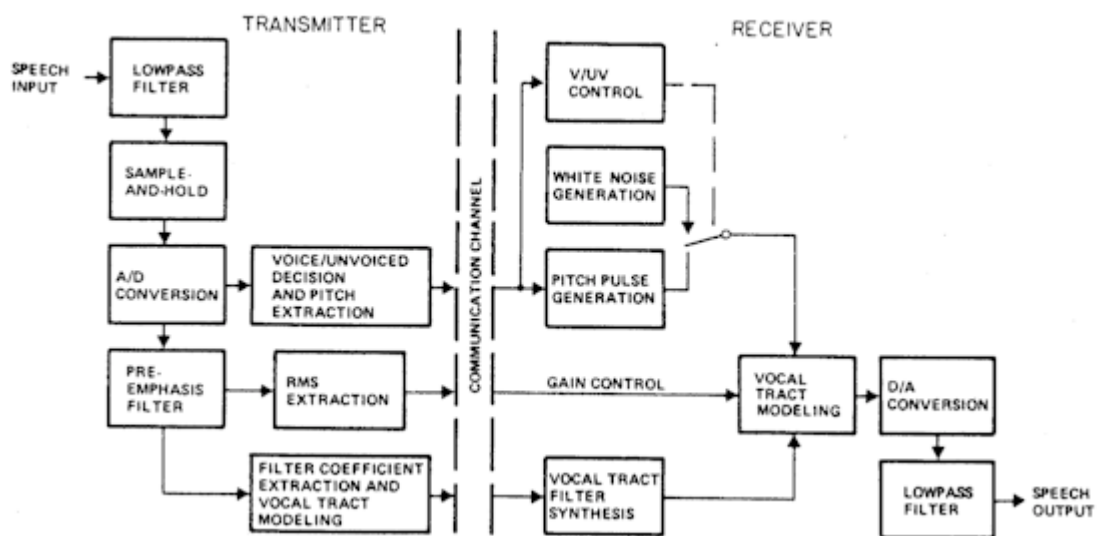 TRANSMITTER
RECEIVER
SPEECH
INPUT
LOWPASS
FILTER
SAMPLE-
AND-HOLD
A/D
CONVERSION
VOICE/UNVOICED
DECISION
AND PITCH
EXTRACTION
PRE-
EMPHASIS
FILTER
RMS
EXTRACTION
FILTER COEFFICIENT
EXTRACTION AND
VOCAL TRACT
MODELING
COMMUNICATION CHANNEL
V/UV
CONTROL
WHITE NOISE
GENERATION
PITCH PULSE
GENERATION
GAIN CONTROL
VOCAL TRACT
FILTER
SYNTHESIS
VOCAL
TRACT
MODELING
D/A
CONVERSION
LOWPASS
FILTER
SPEECH
OUTPUT